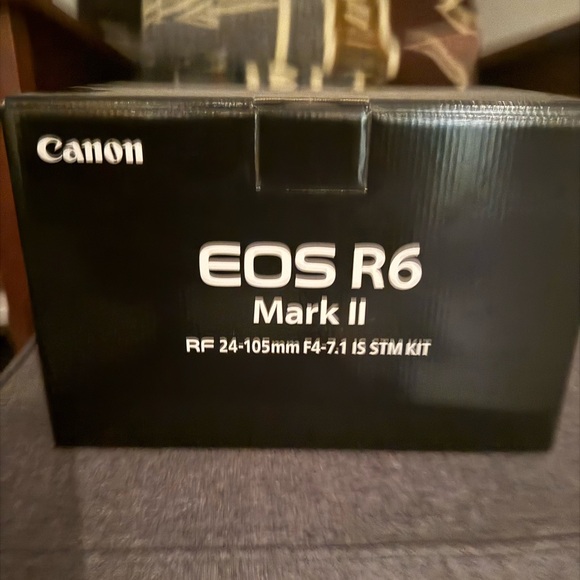 Canon
EOS R6
Mark II
RF 24-105mm F4-7.1 IS STM KIT